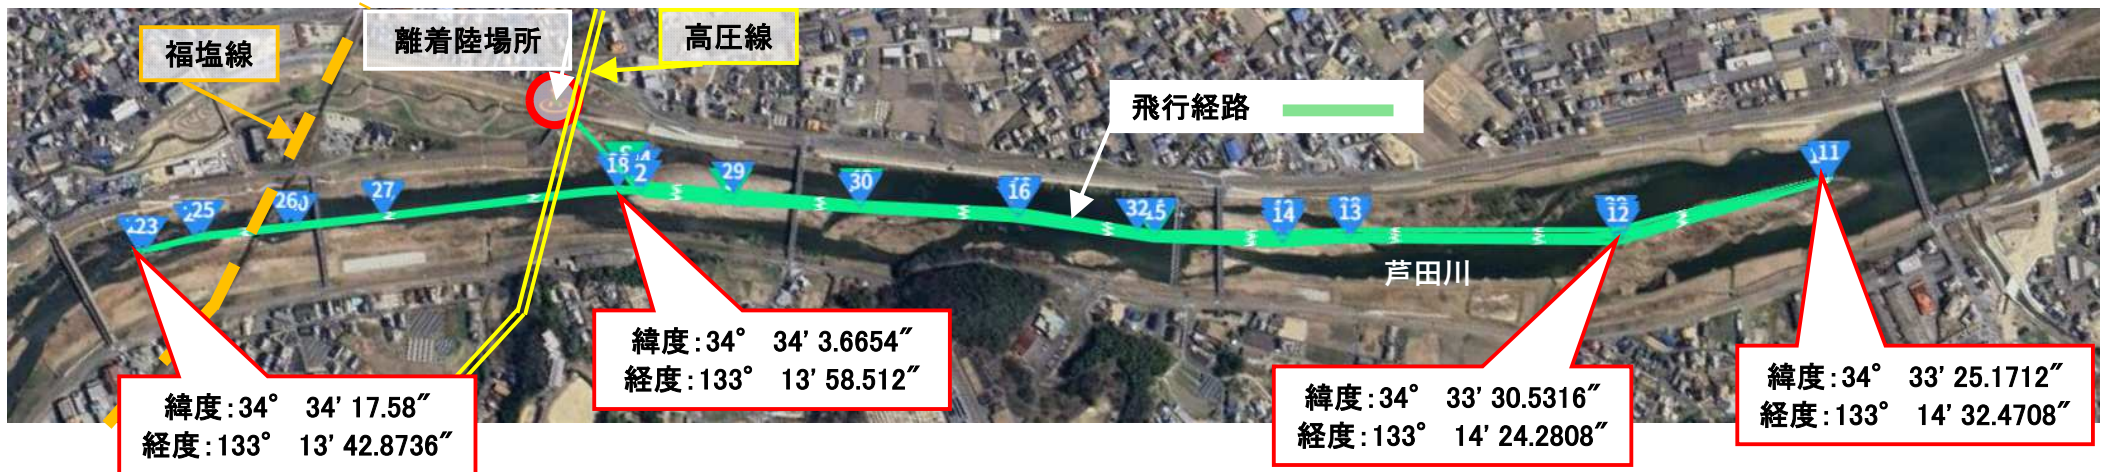 福塩線
離着陸場所
高圧線
飛行経路
18
2
29
30
16
14
13
12
11
27
25
23
芦田川
緯度:34° 34′ 17.58″
経度:133° 13′ 42.8736″
緯度:34° 34′ 3.6654″
経度:133° 13′ 58.512″
緯度:34° 33′ 30.5316″
経度:133° 14′ 24.2808″
緯度:34° 33′ 25.1712″
経度:133° 14′ 32.4708″